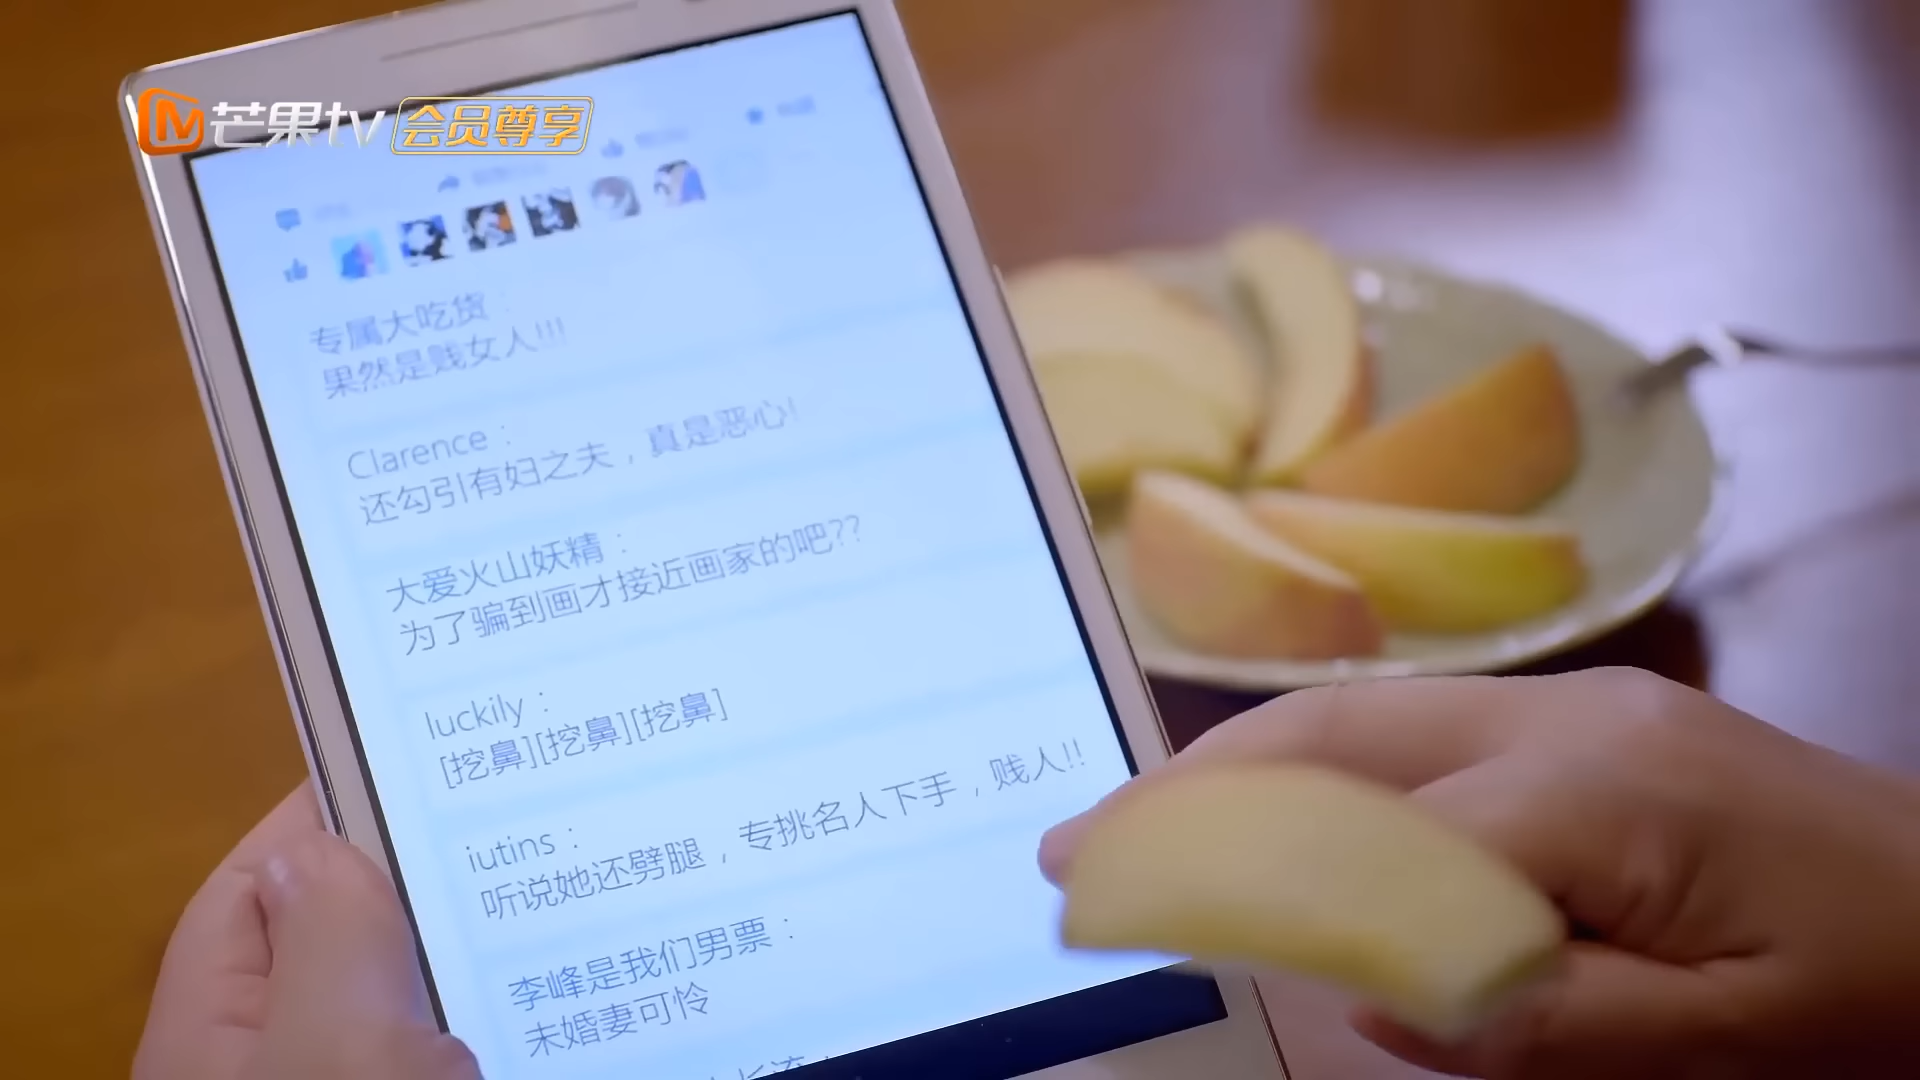 芒果tv 会员尊享
专属大吃货：
果然是贱女人!!!
Clarence：
还勾引有妇之夫，真是恶心!
大爱火山妖精：
为了骗到画才接近画家的吧??
luckily：
[挖鼻][挖鼻][挖鼻]
iutins：
听说她还劈腿，专挑名人下手，贱人!!
李峰是我们男票：
未婚妻可怜